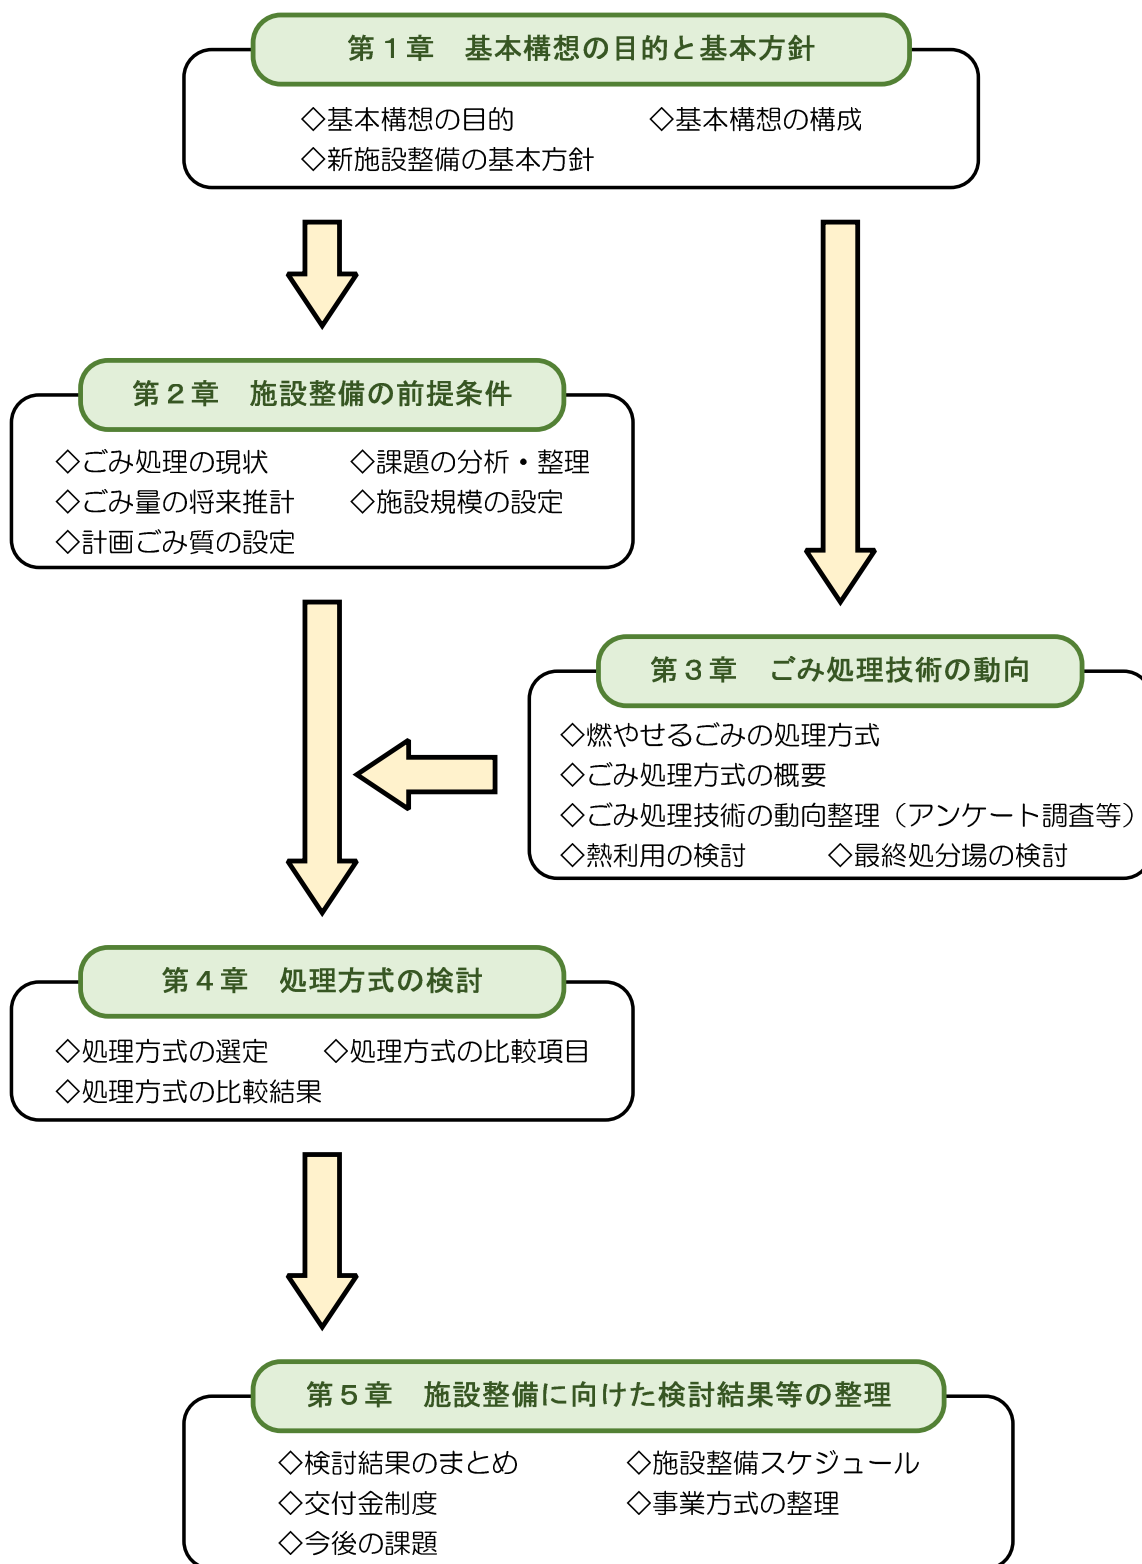 第１章　基本構想の目的と基本方針
◇基本構想の目的　◇基本構想の構成
◇新施設整備の基本方針
第２章　施設整備の前提条件
◇ごみ処理の現状　◇課題の分析・整理
◇ごみ量の将来推計　◇施設規模の設定
◇計画ごみ質の設定
第３章　ごみ処理技術の動向
◇燃やせるごみの処理方式
◇ごみ処理方式の概要
◇ごみ処理技術の動向整理（アンケート調査等）
◇熱利用の検討　◇最終処分場の検討
第４章　処理方式の検討
◇処理方式の選定　◇処理方式の比較項目
◇処理方式の比較結果
第５章　施設整備に向けた検討結果等の整理
◇検討結果のまとめ　◇施設整備スケジュール
◇交付金制度　◇事業方式の整理
◇今後の課題